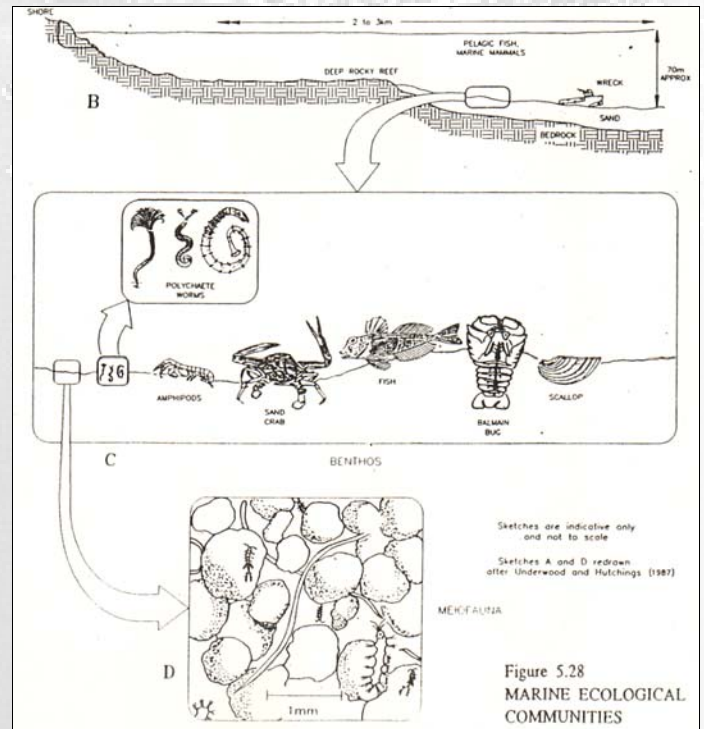 SHORE
2 to 3km
PELAGIC FISH,
MARINE MAMMALS
70m
APPROX
DEEP ROCKY REEF
WRECK
B
SAND
BEDROCK
POLYCHAETE
WORMS
AMPHIPODS
SAND
CRAB
FISH
BALMAIN
BUG
SCALLOP
C
BENTHOS
Sketches are indicative only
and not to scale
Sketches A and D redrawn
after Underwood and Hutchings (1987)
MEIOFAUNA
D
1mm
Figure 5.28
MARINE ECOLOGICAL
COMMUNITIES